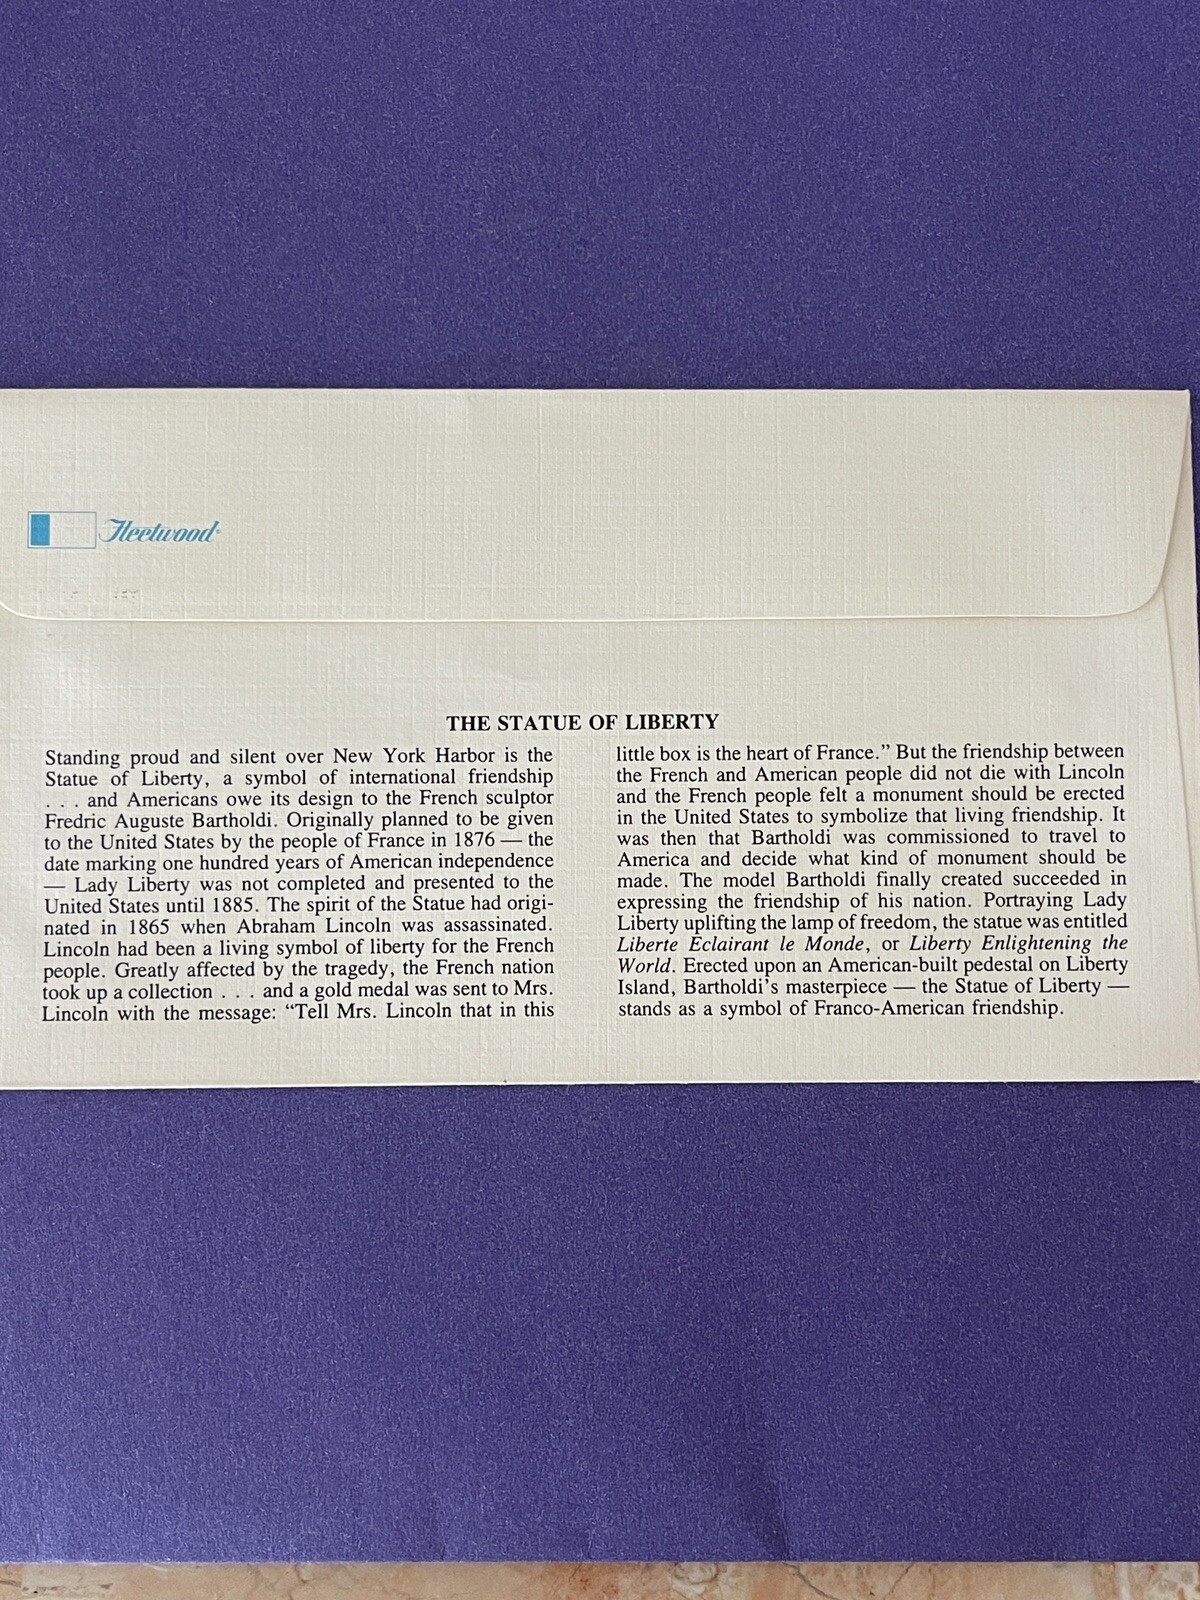 Fleetwood®
THE STATUE OF LIBERTY
Standing proud and silent over New York Harbor is the
Statue of Liberty, a symbol of international friendship
. . . and Americans owe its design to the French sculptor
Fredric Auguste Bartholdi. Originally planned to be given
to the United States by the people of France in 1876 — the
date marking one hundred years of American independence
— Lady Liberty was not completed and presented to the
United States until 1885. The spirit of the Statue had origi-
nated in 1865 when Abraham Lincoln was assassinated.
Lincoln had been a living symbol of liberty for the French
people. Greatly affected by the tragedy, the French nation
took up a collection . . . and a gold medal was sent to Mrs.
Lincoln with the message: “Tell Mrs. Lincoln that in this
little box is the heart of France.” But the friendship between
the French and American people did not die with Lincoln
and the French people felt a monument should be erected
in the United States to symbolize that living friendship. It
was then that Bartholdi was commissioned to travel to
America and decide what kind of monument should be
made. The model Bartholdi finally created succeeded in
expressing the friendship of his nation. Portraying Lady
Liberty uplifting the lamp of freedom, the statue was entitled
Liberte Eclairant le Monde, or Liberty Enlightening the
World. Erected upon an American-built pedestal on Liberty
Island, Bartholdi’s masterpiece — the Statue of Liberty —
stands as a symbol of Franco-American friendship.